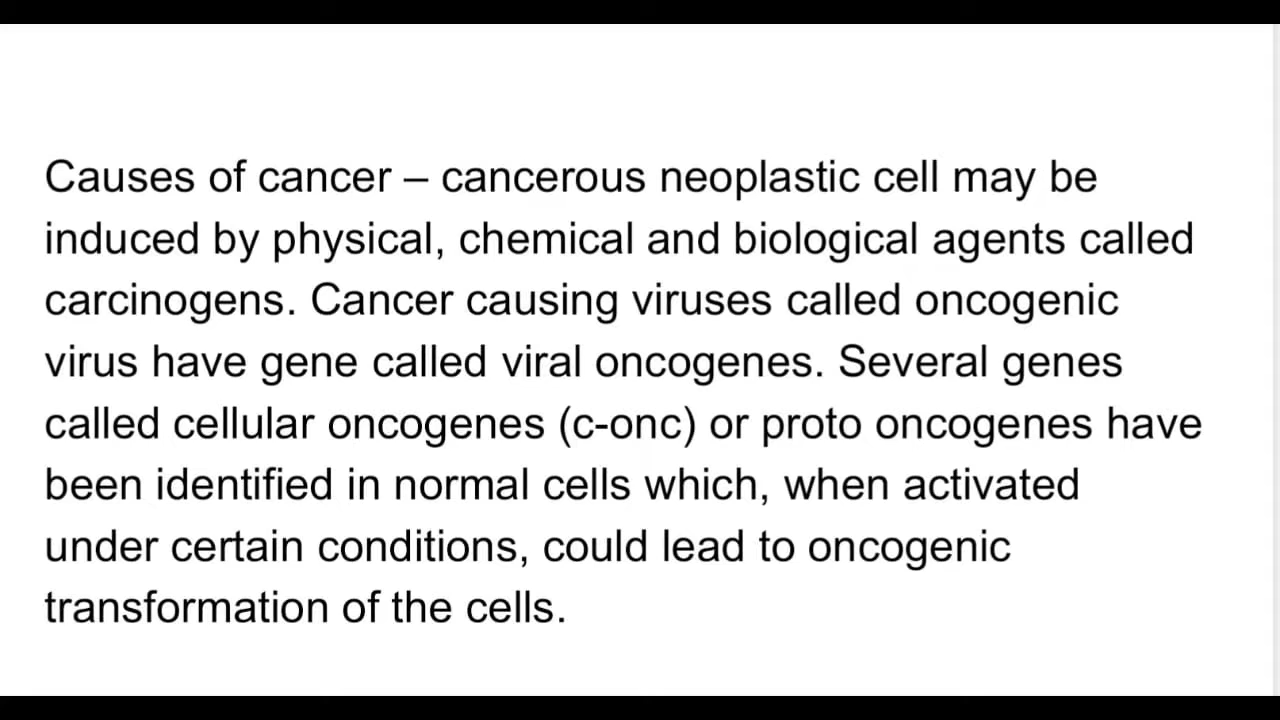 Causes of cancer – cancerous neoplastic cell may be
induced by physical, chemical and biological agents called
carcinogens. Cancer causing viruses called oncogenic
virus have gene called viral oncogenes. Several genes
called cellular oncogenes (c-onc) or proto oncogenes have
been identified in normal cells which, when activated
under certain conditions, could lead to oncogenic
transformation of the cells.